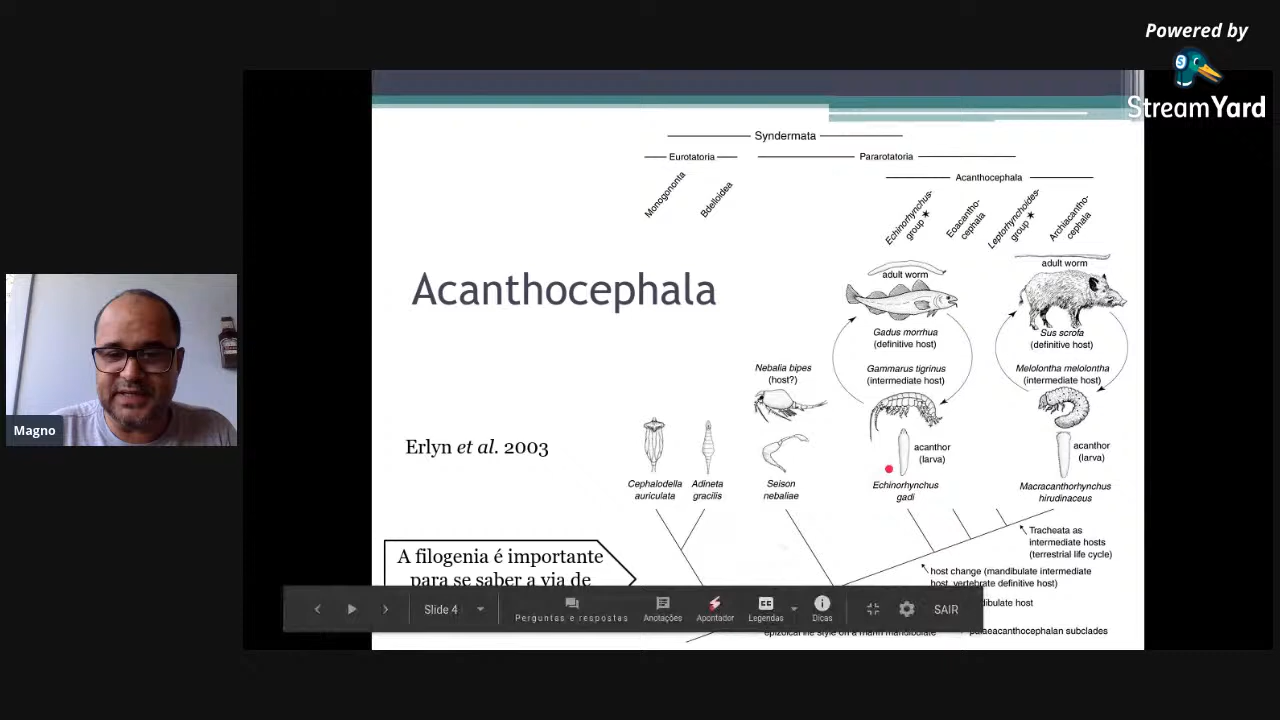 Powered by
StreamYard
Syndermata
Eurotatoria
Pararotatoria
Acanthocephala
Monogononta
Bdelloidea
Echinorhynchus-
group ★
Eoacantho-
cephala
Leptorhynchoides-
group ★
Archiacantho-
cephala
adult worm
adult worm
Acanthocephala
Gadus morrhua
(definitive host)
Sus scrofa
(definitive host)
Nebalia bipes
(host?)
Gammarus tigrinus
(intermediate host)
Melolontha melolontha
(intermediate host)
Magno
Erlyn et al. 2003
acanthor
(larva)
acanthor
(larva)
Cephalodella
auriculata
Adineta
gracilis
Seison
nebaliae
Echinorhynchus
gadi
Macracanthorhynchus
hirudinaceus
Tracheata as
intermediate hosts
(terrestrial life cycle)
A filogenia é importante
para se saber a via de
host change (mandibulate intermediate
host, vertebrate definitive host)
host
Slide 4
Perguntas e respostas
Anotações
Apontador
Legendas
Dicas
SAIR
subclades